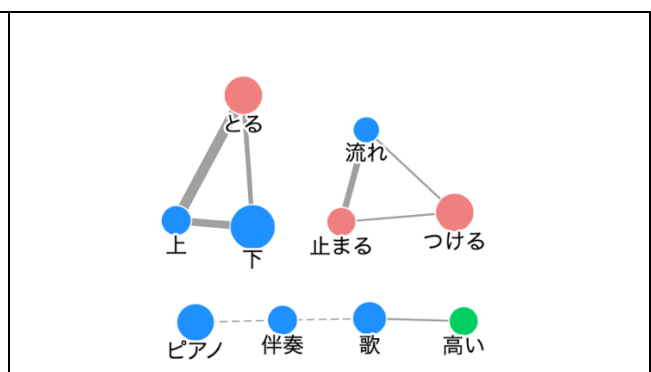 とる
流れ
上
下
止まる
つける
ピアノ
伴奏
歌
高い